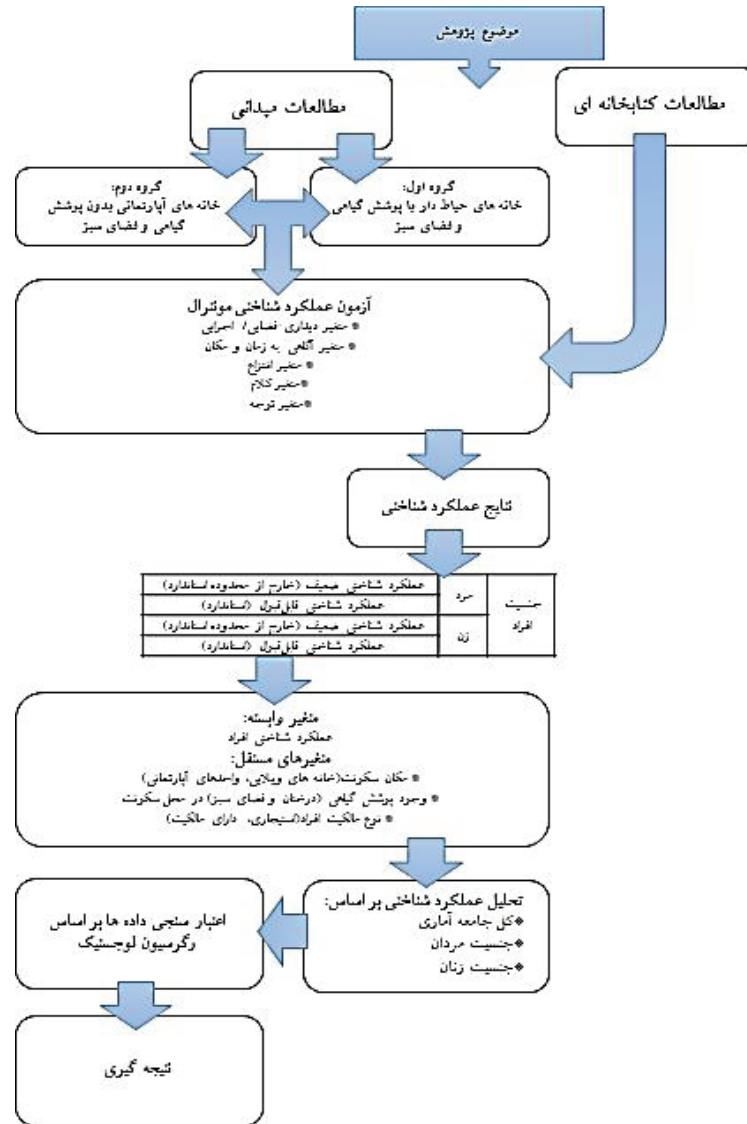 موضوع پژوهش
مطالعات کتابخانه ای
مطالعات میدانی
گروه اول:
خانه های حیاط دار با پوشش گیاهی
و فضای سبز
گروه دوم:
خانه های آپارتمانی بدون پوشش
گیاهی و فضای سبز
آزمون عملکرد شناختی مونترال
*متغیر دیداری فضایی/ اجرایی
*متغیر آگاهی به زمان و مکان
*متغیر انتزاع
*متغیر کلام
*متغیر توجه
نتایج عملکرد شناختی
جنسیت
افراد
مرد
عملکرد شناختی ضعیف (خارج از محدوده استاندارد)
عملکرد شناختی قابل قبول (استاندارد)
زن
عملکرد شناختی ضعیف (خارج از محدوده استاندارد)
عملکرد شناختی قابل قبول (استاندارد)
متغیر وابسته:
عملکرد شناختی افراد
متغیرهای مستقل:
* مکان سکونت(خانه های ویلایی، واحدهای آپارتمانی)
* وجود پوشش گیاهی (درختان و فضای سبز) در محل سکونت
* نوع مالکیت افراد(استیجاری، دارای مالکیت)
تحلیل عملکرد شناختی بر اساس:
*کل جامعه آماری
*جنسیت مردان
*جنسیت زنان
اعتبار سنجی داده ها بر اساس
رگرسیون لوجستیک
نتیجه گیری